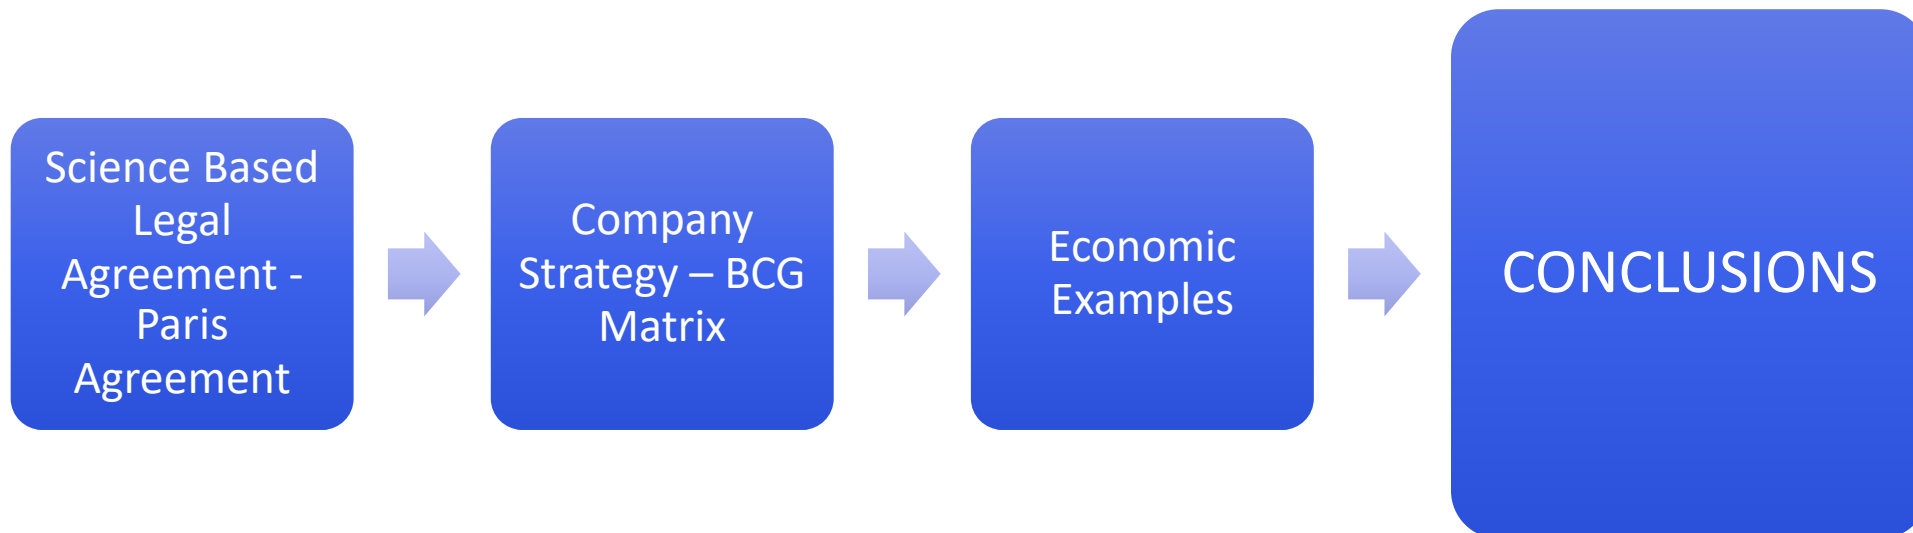 Science Based
Legal
Agreement -
Paris
Agreement
Company
Strategy – BCG
Matrix
Economic
Examples
CONCLUSIONS